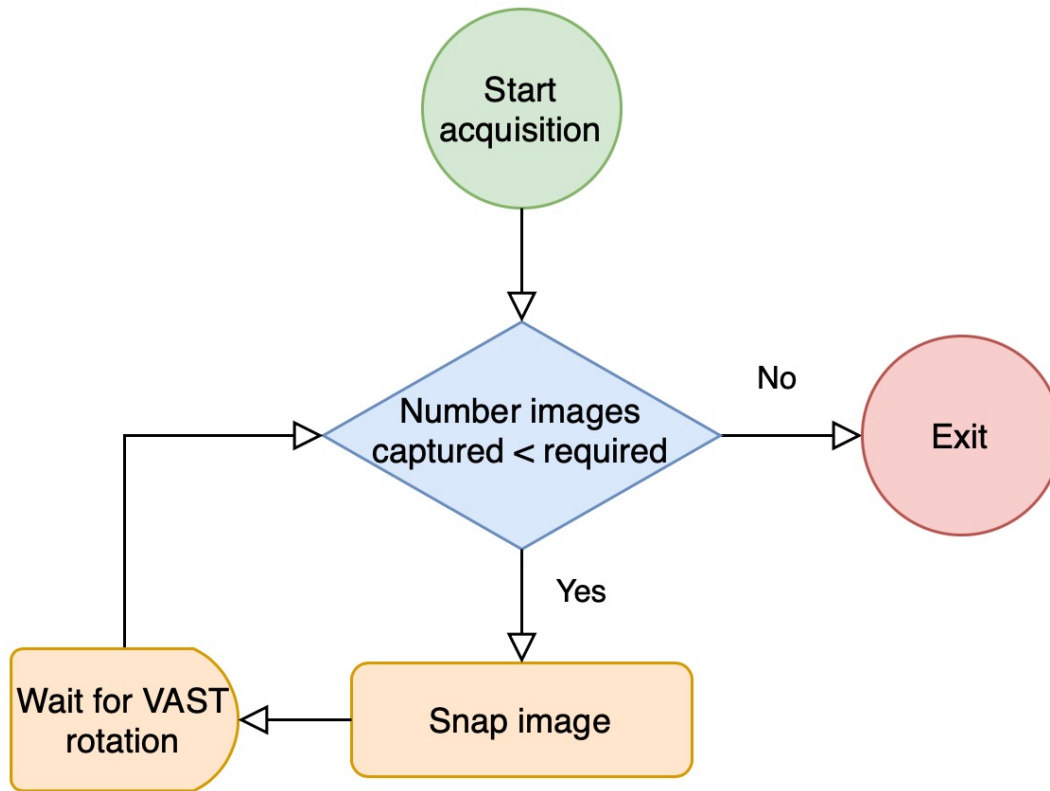 Start
acquisition
Number images
captured < required
No
Exit
Yes
Snap image
Wait for VAST
rotation